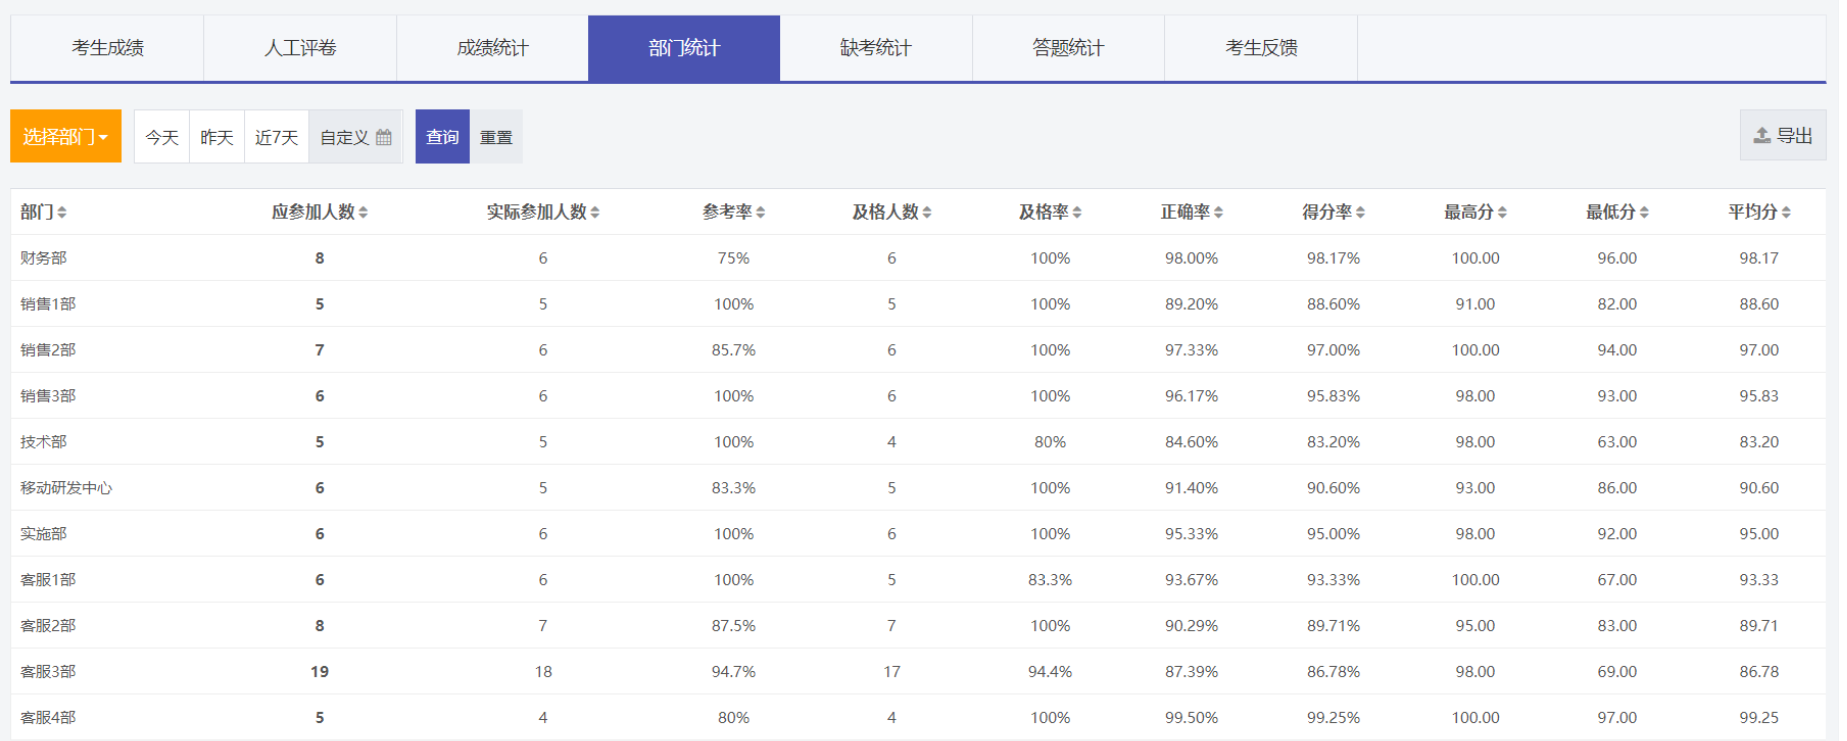 考生成绩 人工评卷 成绩统计 部门统计 缺考统计 答题统计 考生反馈
选择部门 今天 昨天 近7天 自定义 查询 重置 导出
部门 应参加人数 实际参加人数 参考率 及格人数 及格率 正确率 得分率 最高分 最低分 平均分
财务部 8 6 75% 6 100% 98.00% 98.17% 100.00 96.00 98.17
销售1部 5 5 100% 5 100% 89.20% 88.60% 91.00 82.00 88.60
销售2部 7 6 85.7% 6 100% 97.33% 97.00% 100.00 94.00 97.00
销售3部 6 6 100% 6 100% 96.17% 95.83% 98.00 93.00 95.83
技术部 5 5 100% 4 80% 84.60% 83.20% 98.00 63.00 83.20
移动研发中心 6 5 83.3% 5 100% 91.40% 90.60% 93.00 86.00 90.60
实施部 6 6 100% 6 100% 95.33% 95.00% 98.00 92.00 95.00
客服1部 6 6 100% 5 83.3% 93.67% 93.33% 100.00 67.00 93.33
客服2部 8 7 87.5% 7 100% 90.29% 89.71% 95.00 83.00 89.71
客服3部 19 18 94.7% 17 94.4% 87.39% 86.78% 98.00 69.00 86.78
客服4部 5 4 80% 4 100% 99.50% 99.25% 100.00 97.00 99.25